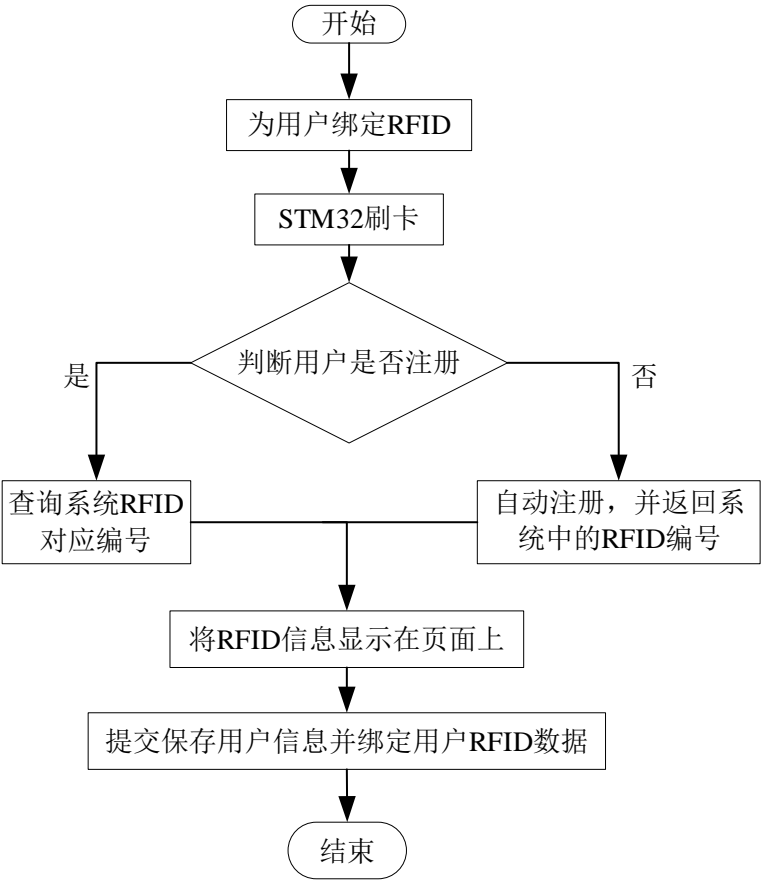 开始
为用户绑定RFID
STM32刷卡
判断用户是否注册
是
否
查询系统RFID
对应编号
自动注册，并返回系
统中的RFID编号
将RFID信息显示在页面上
提交保存用户信息并绑定用户RFID数据
结束